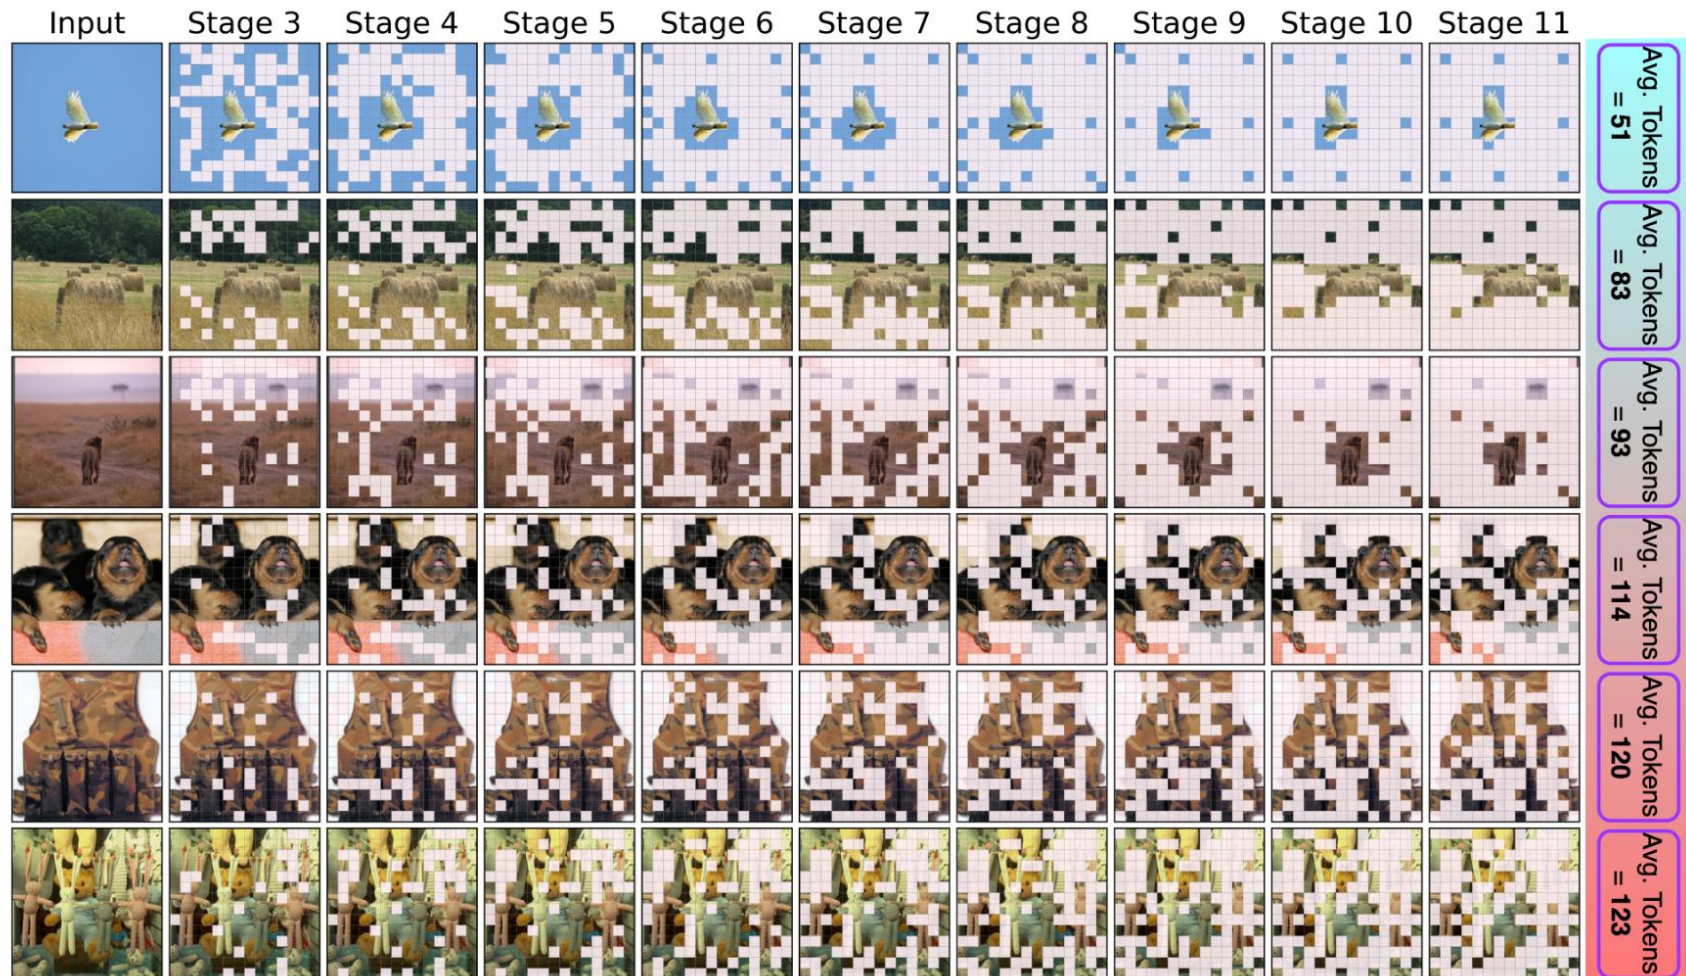 Input Stage 3 Stage 4 Stage 5 Stage 6 Stage 7 Stage 8 Stage 9 Stage 10 Stage 11
Avg. Tokens
= 51
Avg. Tokens
= 83
Avg. Tokens
= 93
Avg. Tokens
= 114
Avg. Tokens
= 120
Avg. Tokens
= 123